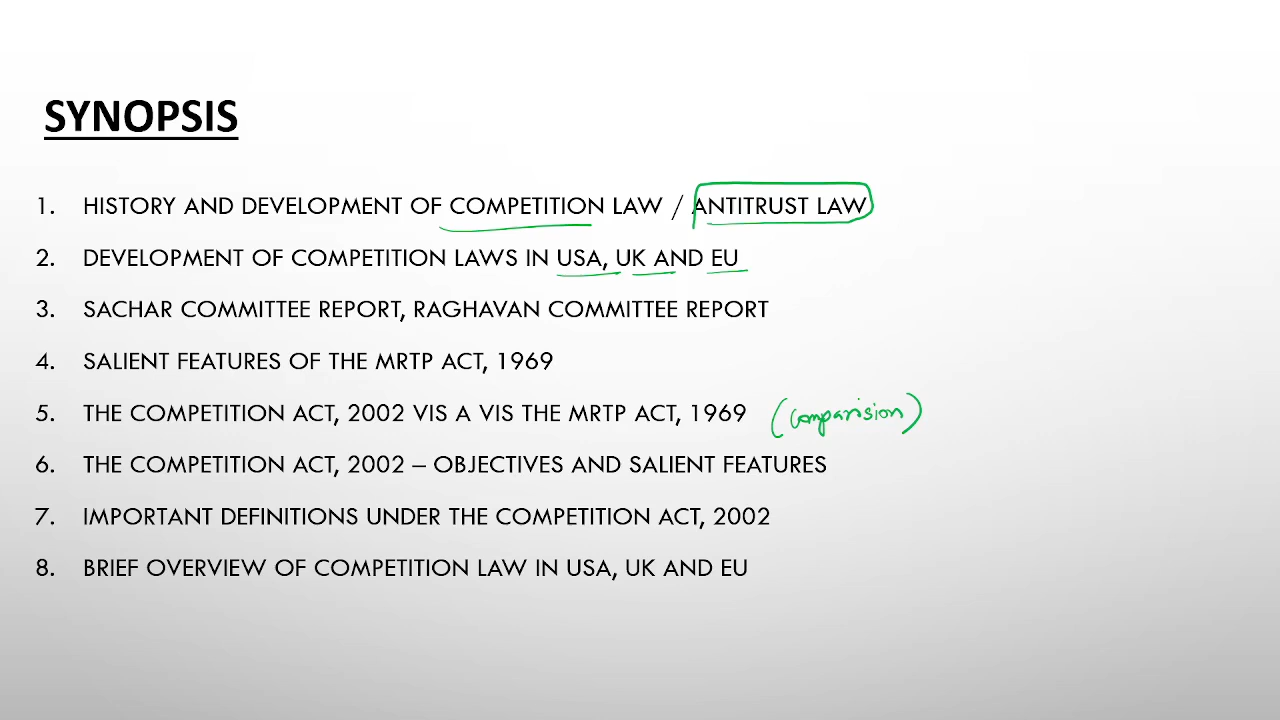 SYNOPSIS
1. HISTORY AND DEVELOPMENT OF COMPETITION LAW / ANTITRUST LAW
2. DEVELOPMENT OF COMPETITION LAWS IN USA, UK AND EU
3. SACHAR COMMITTEE REPORT, RAGHAVAN COMMITTEE REPORT
4. SALIENT FEATURES OF THE MRTP ACT, 1969
5. THE COMPETITION ACT, 2002 VIS A VIS THE MRTP ACT, 1969 (comparision)
6. THE COMPETITION ACT, 2002 – OBJECTIVES AND SALIENT FEATURES
7. IMPORTANT DEFINITIONS UNDER THE COMPETITION ACT, 2002
8. BRIEF OVERVIEW OF COMPETITION LAW IN USA, UK AND EU